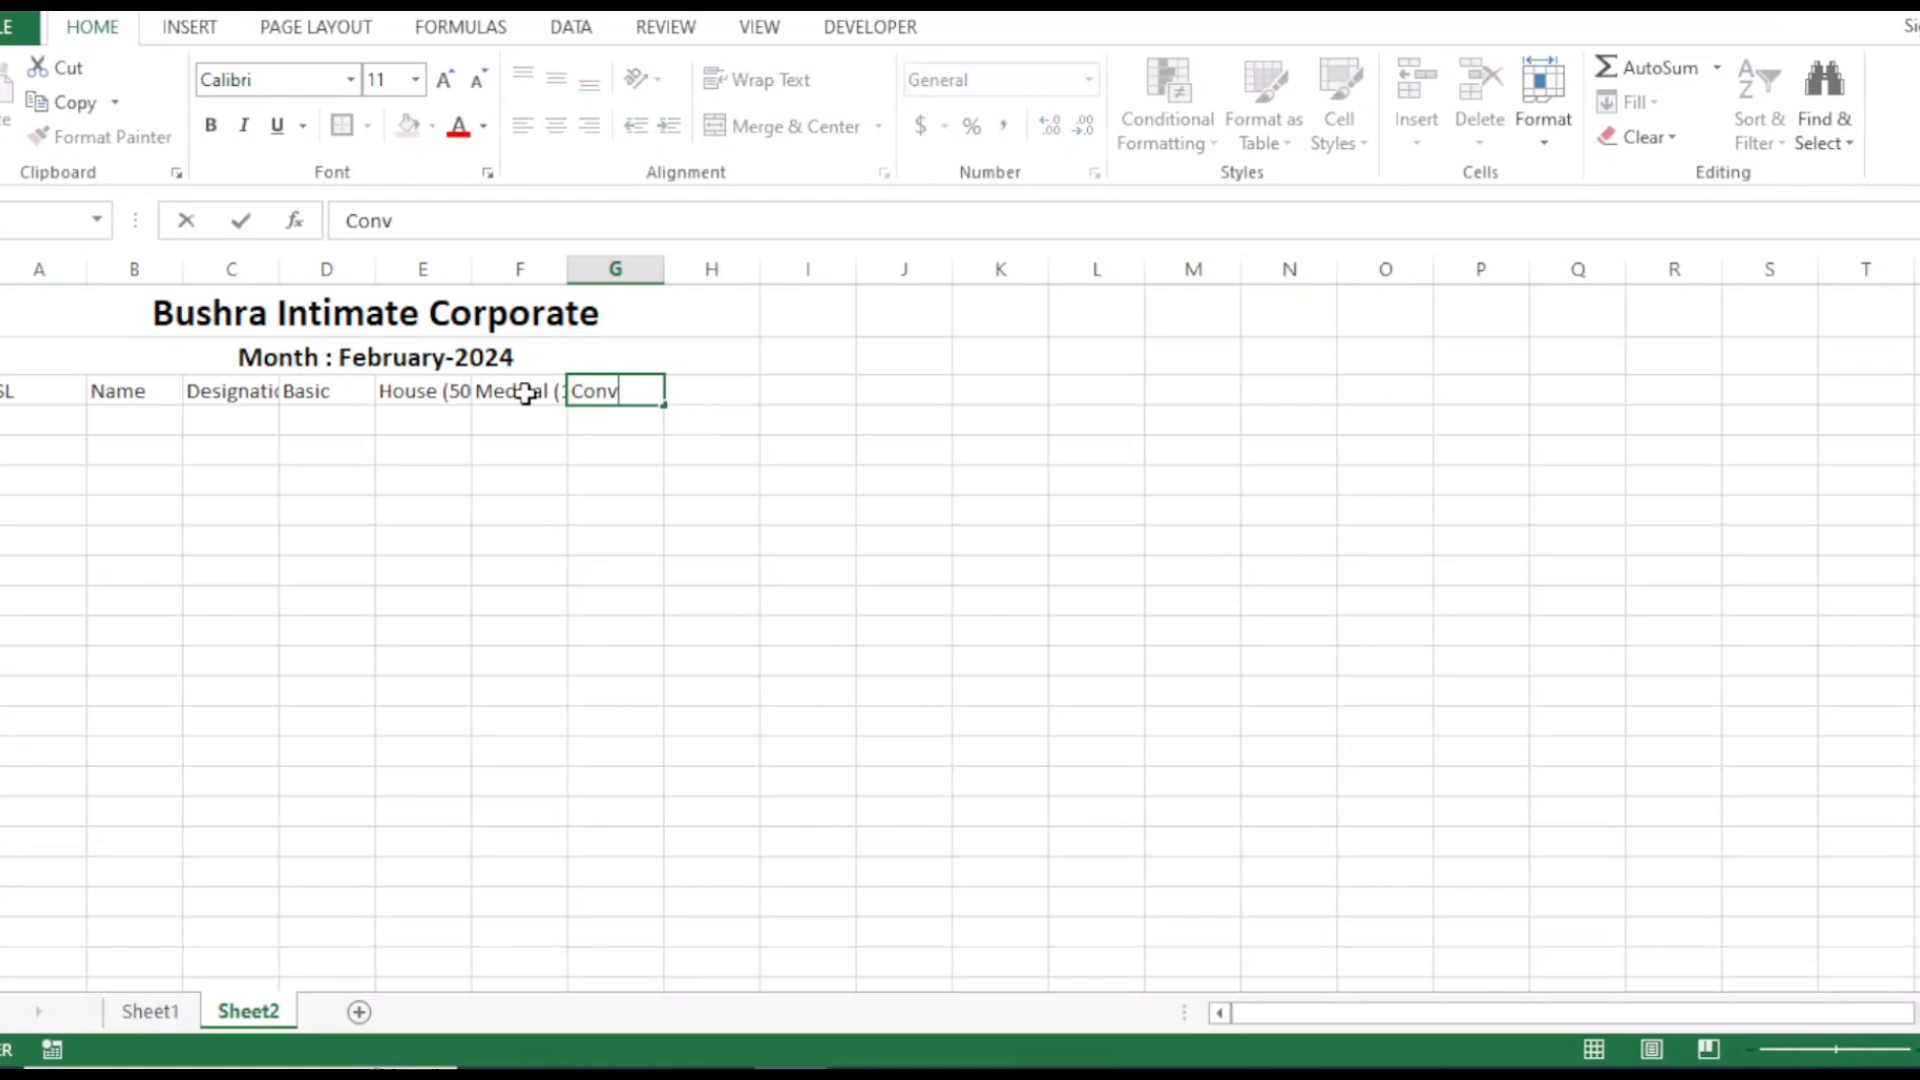 HOME INSERT PAGE LAYOUT FORMULAS DATA REVIEW VIEW DEVELOPER
Cut
Copy
Format Painter
Clipboard
Calibri 11
B I U A
Font
Wrap Text
Merge & Center
Alignment
General
$ % ,
Number
Conditional Formatting
Format as Table
Cell Styles
Styles
Insert
Delete
Format
Cells
AutoSum
Fill
Clear
Sort & Filter
Find & Select
Editing
fx Conv
A B C D E F G H I J K L M N O P Q R S T
Bushra Intimate Corporate
Month : February-2024
SL Name Designatic Basic House (50 Conv
Sheet1 Sheet2